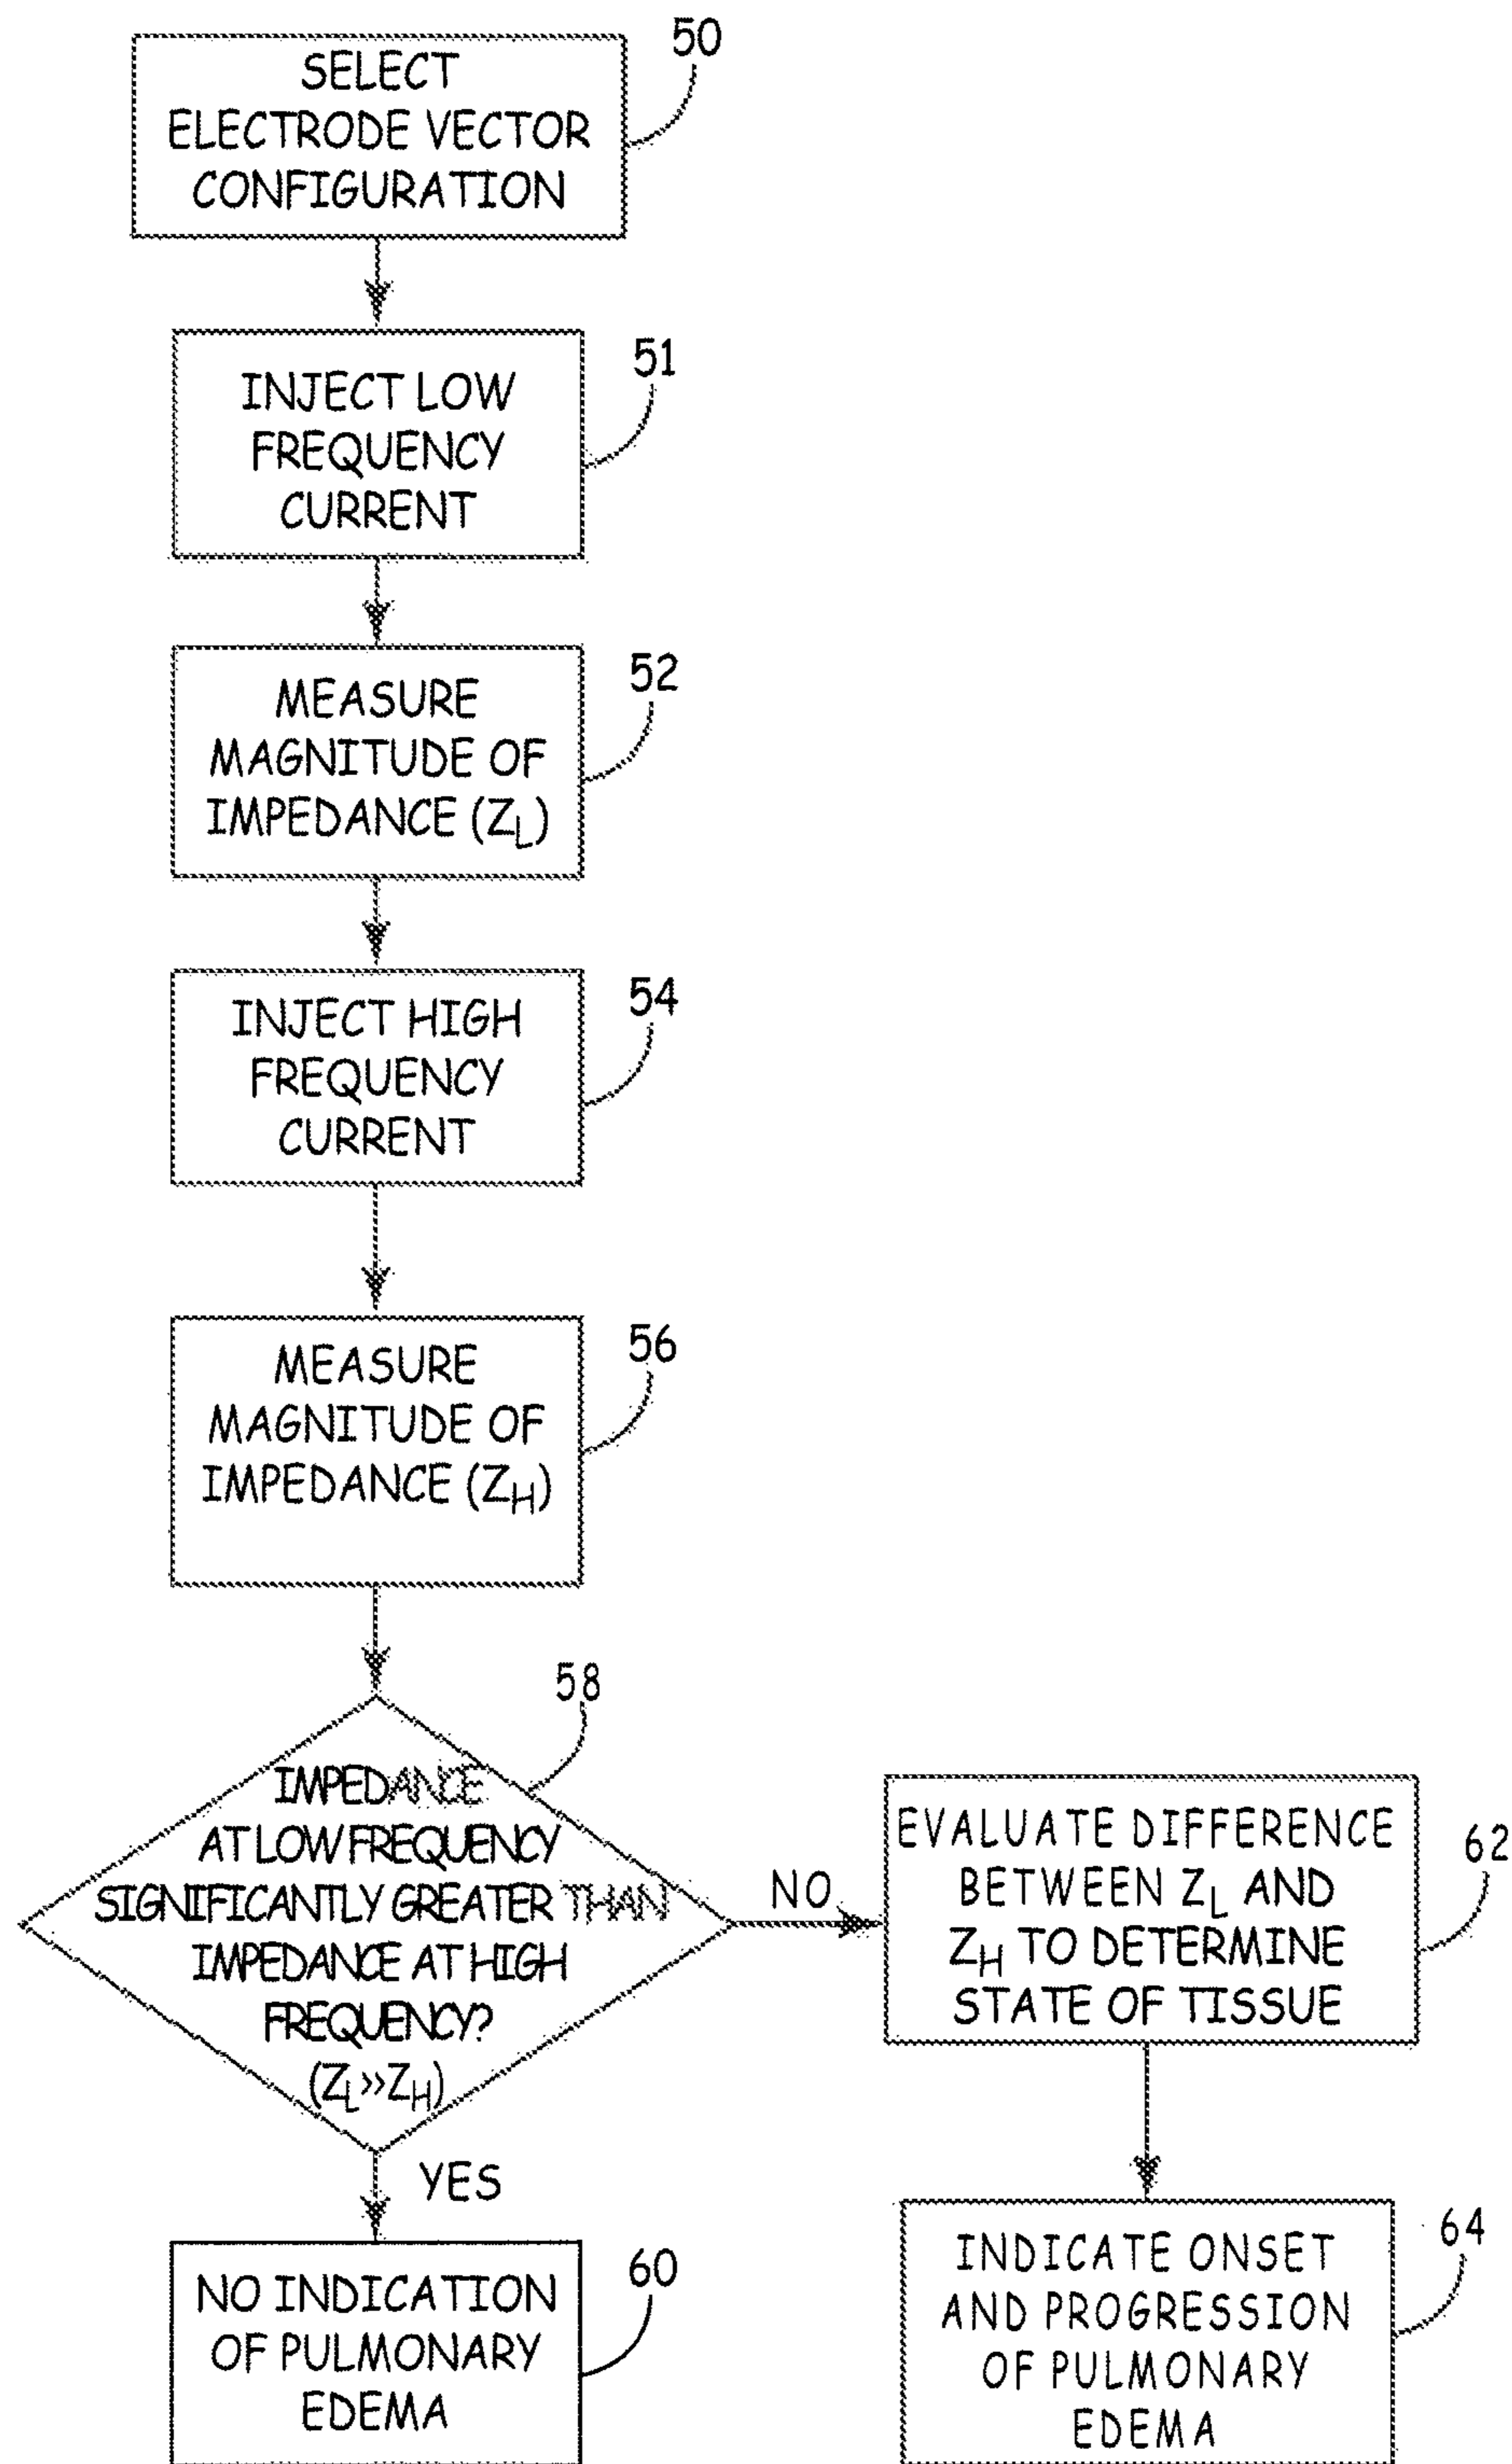 50
SELECT
ELECTRODE VECTOR
CONFIGURATION
51
INJECT LOW
FREQUENCY
CURRENT
52
MEASURE
MAGNITUDE OF
IMPEDANCE (ZL)
54
INJECT HIGH
FREQUENCY
CURRENT
56
MEASURE
MAGNITUDE OF
IMPEDANCE (ZH)
58
IMPEDANCE
AT LOW FREQUENCY
SIGNIFICANTLY GREATER THAN
IMPEDANCE AT HIGH
FREQUENCY?
(ZL>>ZH)
NO
YES
62
EVALUATE DIFFERENCE
BETWEEN ZL AND
ZH TO DETERMINE
STATE OF TISSUE
60
NO INDICATION
OF PULMONARY
EDEMA
64
INDICATE ONSET
AND PROGRESSION
OF PULMONARY
EDEMA